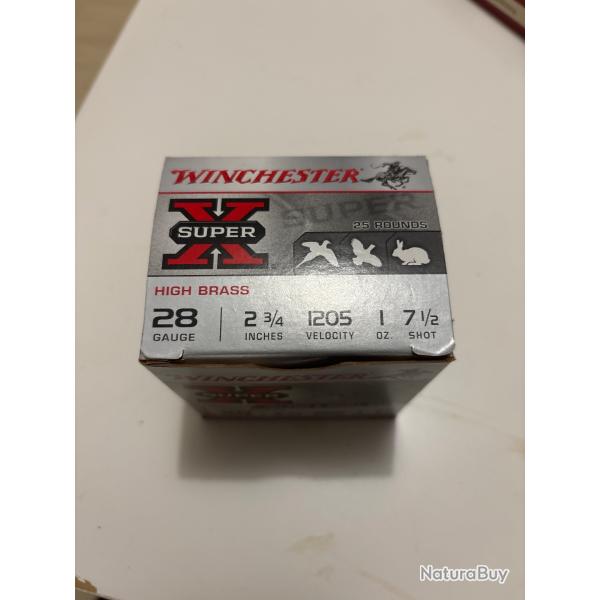 WINCHESTER
SUPER
X
SUPER
25 ROUNDS
HIGH BRASS
28 2 3/4 1205 1 7 1/2
GAUGE INCHES VELOCITY OZ. SHOT
WINCHESTER
SUPER
NaturaBuy